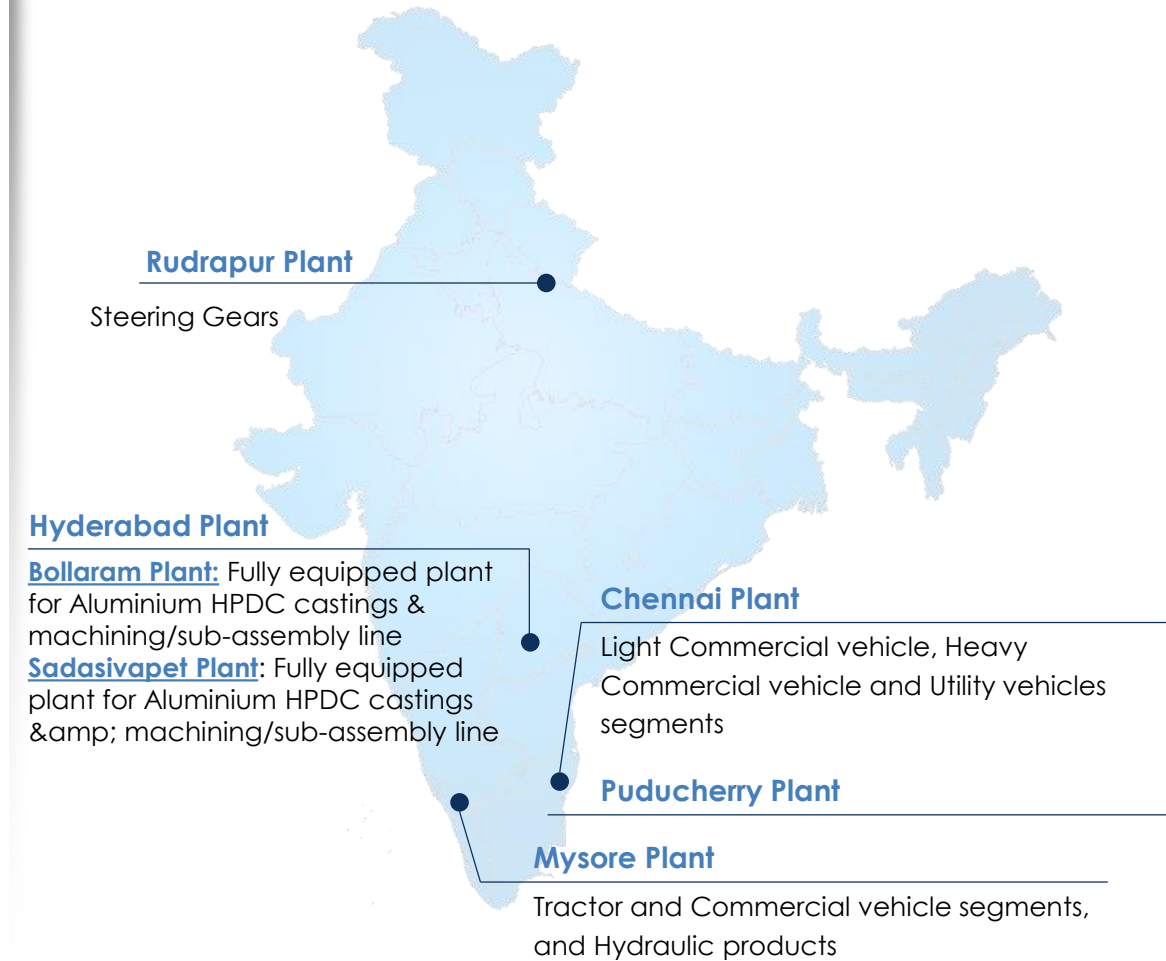 Rudrapur Plant
Steering Gears
Hyderabad Plant
Bollaram Plant: Fully equipped plant
for Aluminium HPDC castings &
machining/sub-assembly line
Sadasivapet Plant: Fully equipped
plant for Aluminium HPDC castings
&amp; machining/sub-assembly line
Chennai Plant
Light Commercial vehicle, Heavy
Commercial vehicle and Utility vehicles
segments
Puducherry Plant
Mysore Plant
Tractor and Commercial vehicle segments,
and Hydraulic products